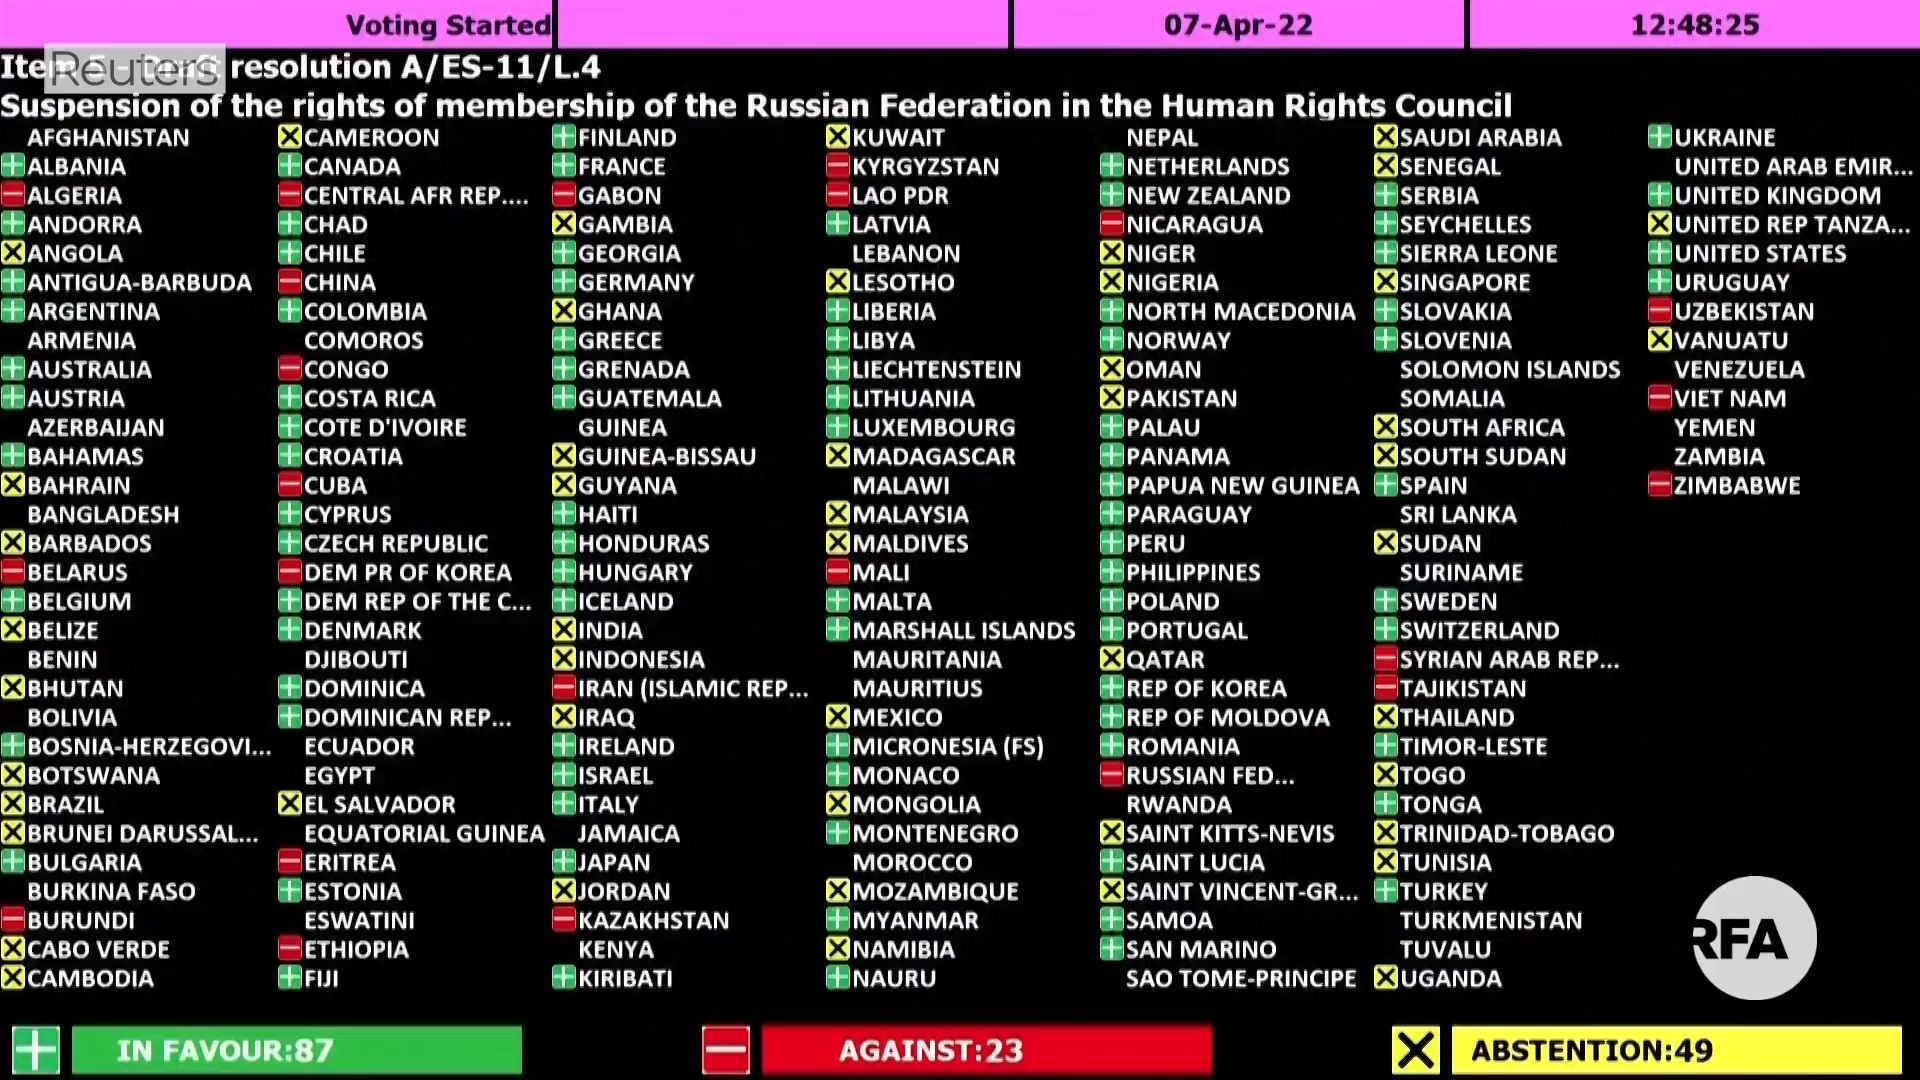 Voting Started 07-Apr-22 12:48:25
Reuters
Item resolution A/ES-11/L.4
Suspension of the rights of membership of the Russian Federation in the Human Rights Council
AFGHANISTAN
ALBANIA
ALGERIA
ANDORRA
ANGOLA
ANTIGUA-BARBUDA
ARGENTINA
ARMENIA
AUSTRALIA
AUSTRIA
AZERBAIJAN
BAHAMAS
BAHRAIN
BANGLADESH
BARBADOS
BELARUS
BELGIUM
BELIZE
BENIN
BHUTAN
BOLIVIA
BOSNIA-HERZEGOVI...
BOTSWANA
BRAZIL
BRUNEI DARUSSAL...
BULGARIA
BURKINA FASO
BURUNDI
CABO VERDE
CAMBODIA
CAMEROON
CANADA
CENTRAL AFR REP....
CHAD
CHILE
CHINA
COLOMBIA
COMOROS
CONGO
COSTA RICA
COTE D'IVOIRE
CROATIA
CUBA
CYPRUS
CZECH REPUBLIC
DEM PR OF KOREA
DEM REP OF THE C...
DENMARK
DJIBOUTI
DOMINICA
DOMINICAN REP...
ECUADOR
EGYPT
EL SALVADOR
EQUATORIAL GUINEA
ERITREA
ESTONIA
ESWATINI
ETHIOPIA
FIJI
FINLAND
FRANCE
GABON
GAMBIA
GEORGIA
GERMANY
GHANA
GREECE
GRENADA
GUATEMALA
GUINEA
GUINEA-BISSAU
GUYANA
HAITI
HONDURAS
HUNGARY
ICELAND
INDIA
INDONESIA
IRAN (ISLAMIC REP...
IRAQ
IRELAND
ISRAEL
ITALY
JAMAICA
JAPAN
JORDAN
KAZAKHSTAN
KENYA
KIRIBATI
KUWAIT
KYRGYZSTAN
LAO PDR
LATVIA
LEBANON
LESOTHO
LIBERIA
LIBYA
LIECHTENSTEIN
LITHUANIA
LUXEMBOURG
MADAGASCAR
MALAWI
MALAYSIA
MALDIVES
MALI
MALTA
MARSHALL ISLANDS
MAURITANIA
MAURITIUS
MEXICO
MICRONESIA (FS)
MONACO
MONGOLIA
MONTENEGRO
MOROCCO
MOZAMBIQUE
MYANMAR
NAMIBIA
NAURU
NEPAL
NETHERLANDS
NEW ZEALAND
NICARAGUA
NIGER
NIGERIA
NORTH MACEDONIA
NORWAY
OMAN
PAKISTAN
PALAU
PANAMA
PAPUA NEW GUINEA
PARAGUAY
PERU
PHILIPPINES
POLAND
PORTUGAL
QATAR
REP OF KOREA
REP OF MOLDOVA
ROMANIA
RUSSIAN FED...
RWANDA
SAINT KITTS-NEVIS
SAINT LUCIA
SAINT VINCENT-GR...
SAMOA
SAN MARINO
SAO TOME-PRINCIPE
SAUDI ARABIA
SENEGAL
SERBIA
SEYCHELLES
SIERRA LEONE
SINGAPORE
SLOVAKIA
SLOVENIA
SOLOMON ISLANDS
SOMALIA
SOUTH AFRICA
SOUTH SUDAN
SPAIN
SRI LANKA
SUDAN
SURINAME
SWEDEN
SWITZERLAND
SYRIAN ARAB REP...
TAJIKISTAN
THAILAND
TIMOR-LESTE
TOGO
TONGA
TRINIDAD-TOBAGO
TUNISIA
TURKEY
TURKMENISTAN
TUVALU
UGANDA
UKRAINE
UNITED ARAB EMIR...
UNITED KINGDOM
UNITED REP TANZA...
UNITED STATES
URUGUAY
UZBEKISTAN
VANUATU
VENEZUELA
VIET NAM
YEMEN
ZAMBIA
ZIMBABWE
RFA
IN FAVOUR:87 AGAINST:23 ABSTENTION:49